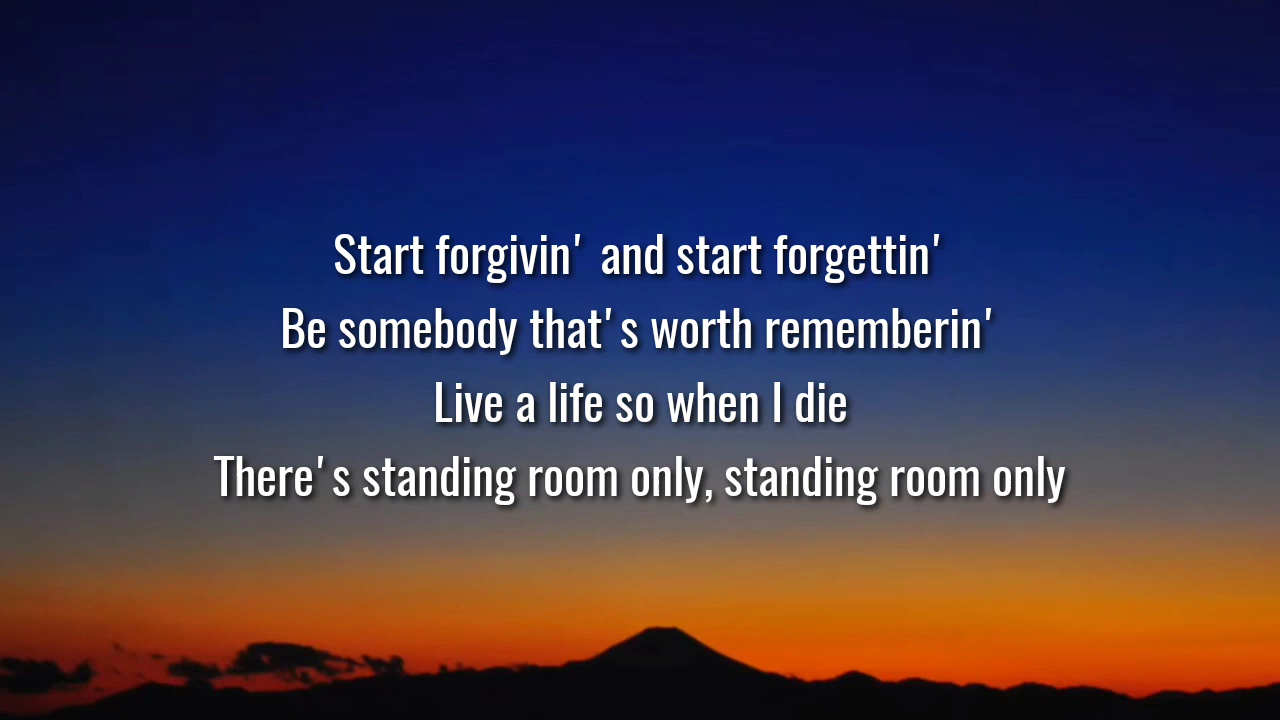 Start forgivin' and start forgettin'
Be somebody that's worth rememberin'
Live a life so when I die
There's standing room only, standing room only